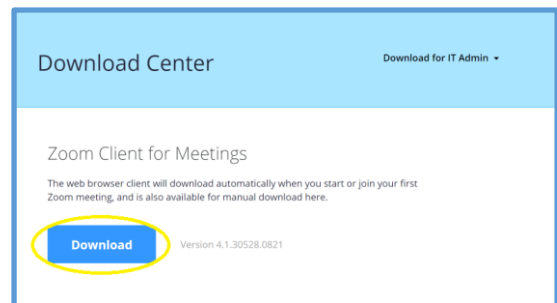 Download Center
Download for IT Admin
Zoom Client for Meetings
The web browser client will download automatically when you start or join your first
Zoom meeting, and is also available for manual download here.
Download
Version 4.1.30528.0821